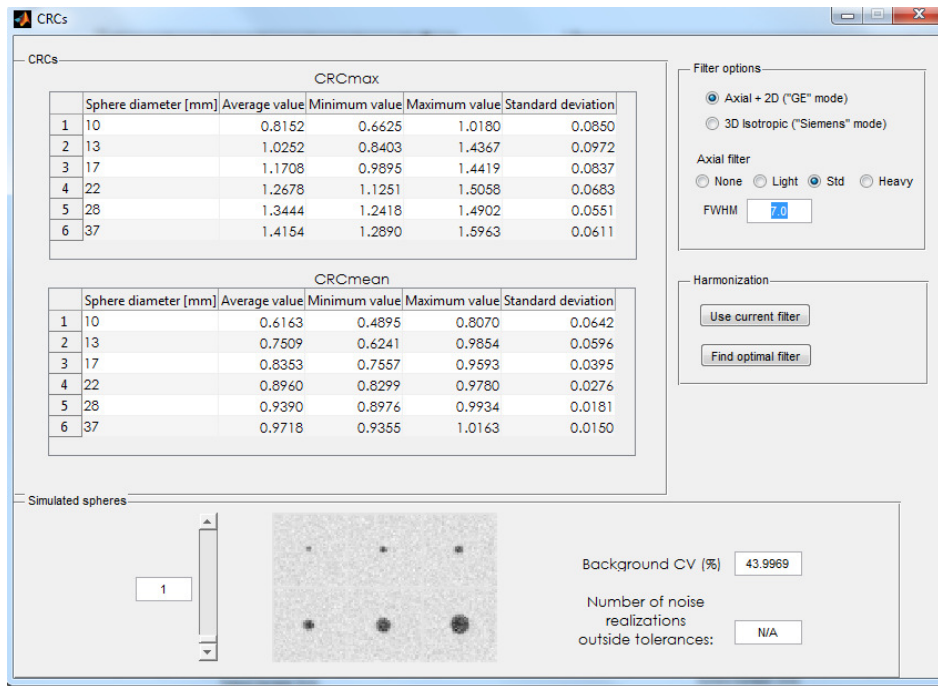 CRCs
CRCs
CRCmax
Sphere diameter [mm] Average value Minimum value Maximum value Standard deviation
1 10 0.8152 0.6625 1.0180 0.0850
2 13 1.0252 0.8403 1.4367 0.0972
3 17 1.1708 0.9895 1.4419 0.0837
4 22 1.2678 1.1251 1.5058 0.0683
5 28 1.3444 1.2418 1.4902 0.0551
6 37 1.4154 1.2890 1.5963 0.0611
CRCmean
Sphere diameter [mm] Average value Minimum value Maximum value Standard deviation
1 10 0.6163 0.4895 0.8070 0.0642
2 13 0.7509 0.6241 0.9854 0.0596
3 17 0.8353 0.7557 0.9593 0.0395
4 22 0.8960 0.8299 0.9780 0.0276
5 28 0.9390 0.8976 0.9934 0.0181
6 37 0.9718 0.9355 1.0163 0.0150
Filter options
Axial + 2D ("GE" mode)
3D Isotropic ("Siemens" mode)
Axial filter
None Light Std Heavy
FWHM 7.0
Harmonization
Use current filter
Find optimal filter
Simulated spheres
1
Background CV (%) 43.9969
Number of noise
realizations
outside tolerances: N/A